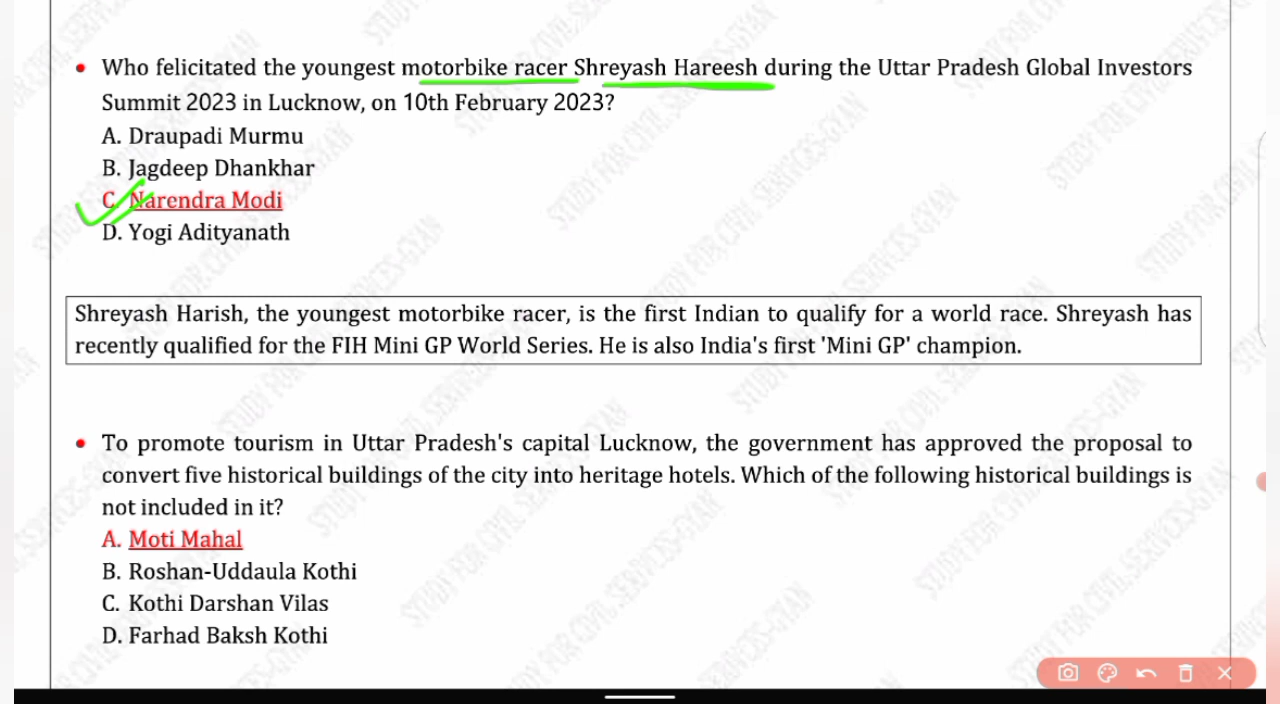 • Who felicitated the youngest motorbike racer Shreyash Hareesh during the Uttar Pradesh Global Investors
Summit 2023 in Lucknow, on 10th February 2023?
A. Draupadi Murmu
B. Jagdeep Dhankhar
C. Narendra Modi
D. Yogi Adityanath
Shreyash Harish, the youngest motorbike racer, is the first Indian to qualify for a world race. Shreyash has
recently qualified for the FIH Mini GP World Series. He is also India's first 'Mini GP' champion.
• To promote tourism in Uttar Pradesh's capital Lucknow, the government has approved the proposal to
convert five historical buildings of the city into heritage hotels. Which of the following historical buildings is
not included in it?
A. Moti Mahal
B. Roshan-Uddaula Kothi
C. Kothi Darshan Vilas
D. Farhad Baksh Kothi
STUDY FOR CIVIL SERVICES-GYAN